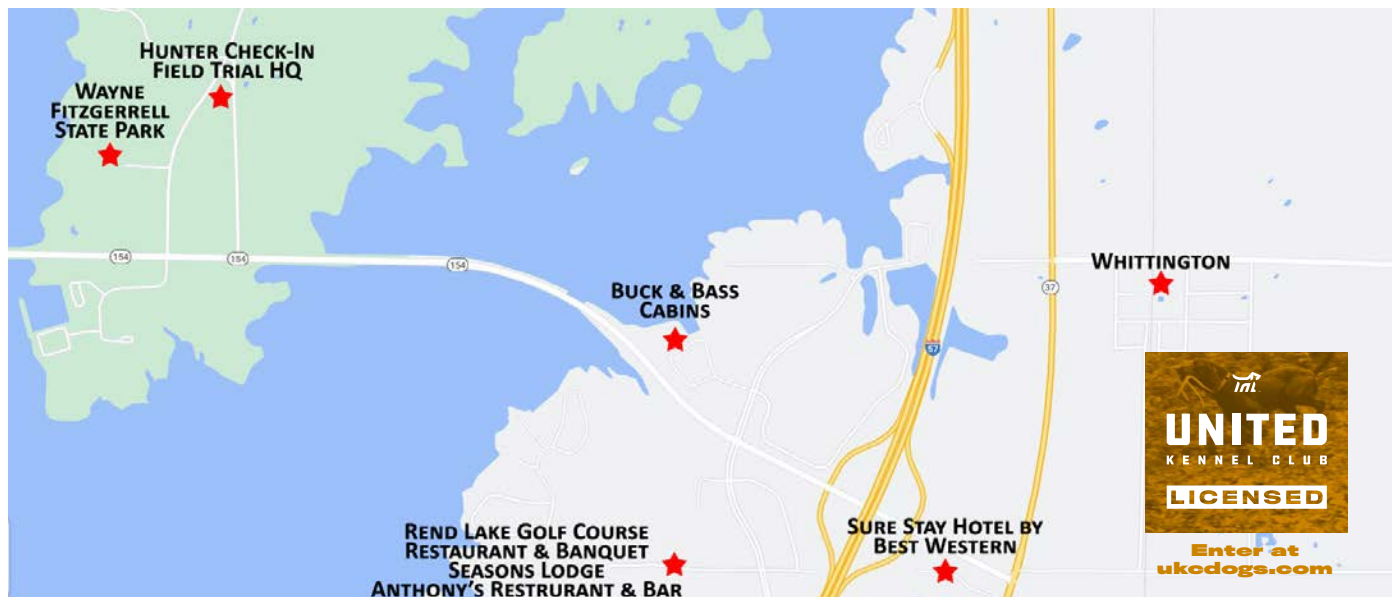 HUNTER CHECK-IN
FIELD TRIAL HQ
WAYNE
FITZGERRELL
STATE PARK
154
154
154
BUCK & BASS
CABINS
WHITTINGTON
37
57
UNITED
KENNEL CLUB
LICENSED
Enter at
ukcdogs.com
REND LAKE GOLF COURSE
RESTAURANT & BANQUET
SEASONS LODGE
ANTHONY'S RESTRURANT & BAR
SURE STAY HOTEL BY
BEST WESTERN